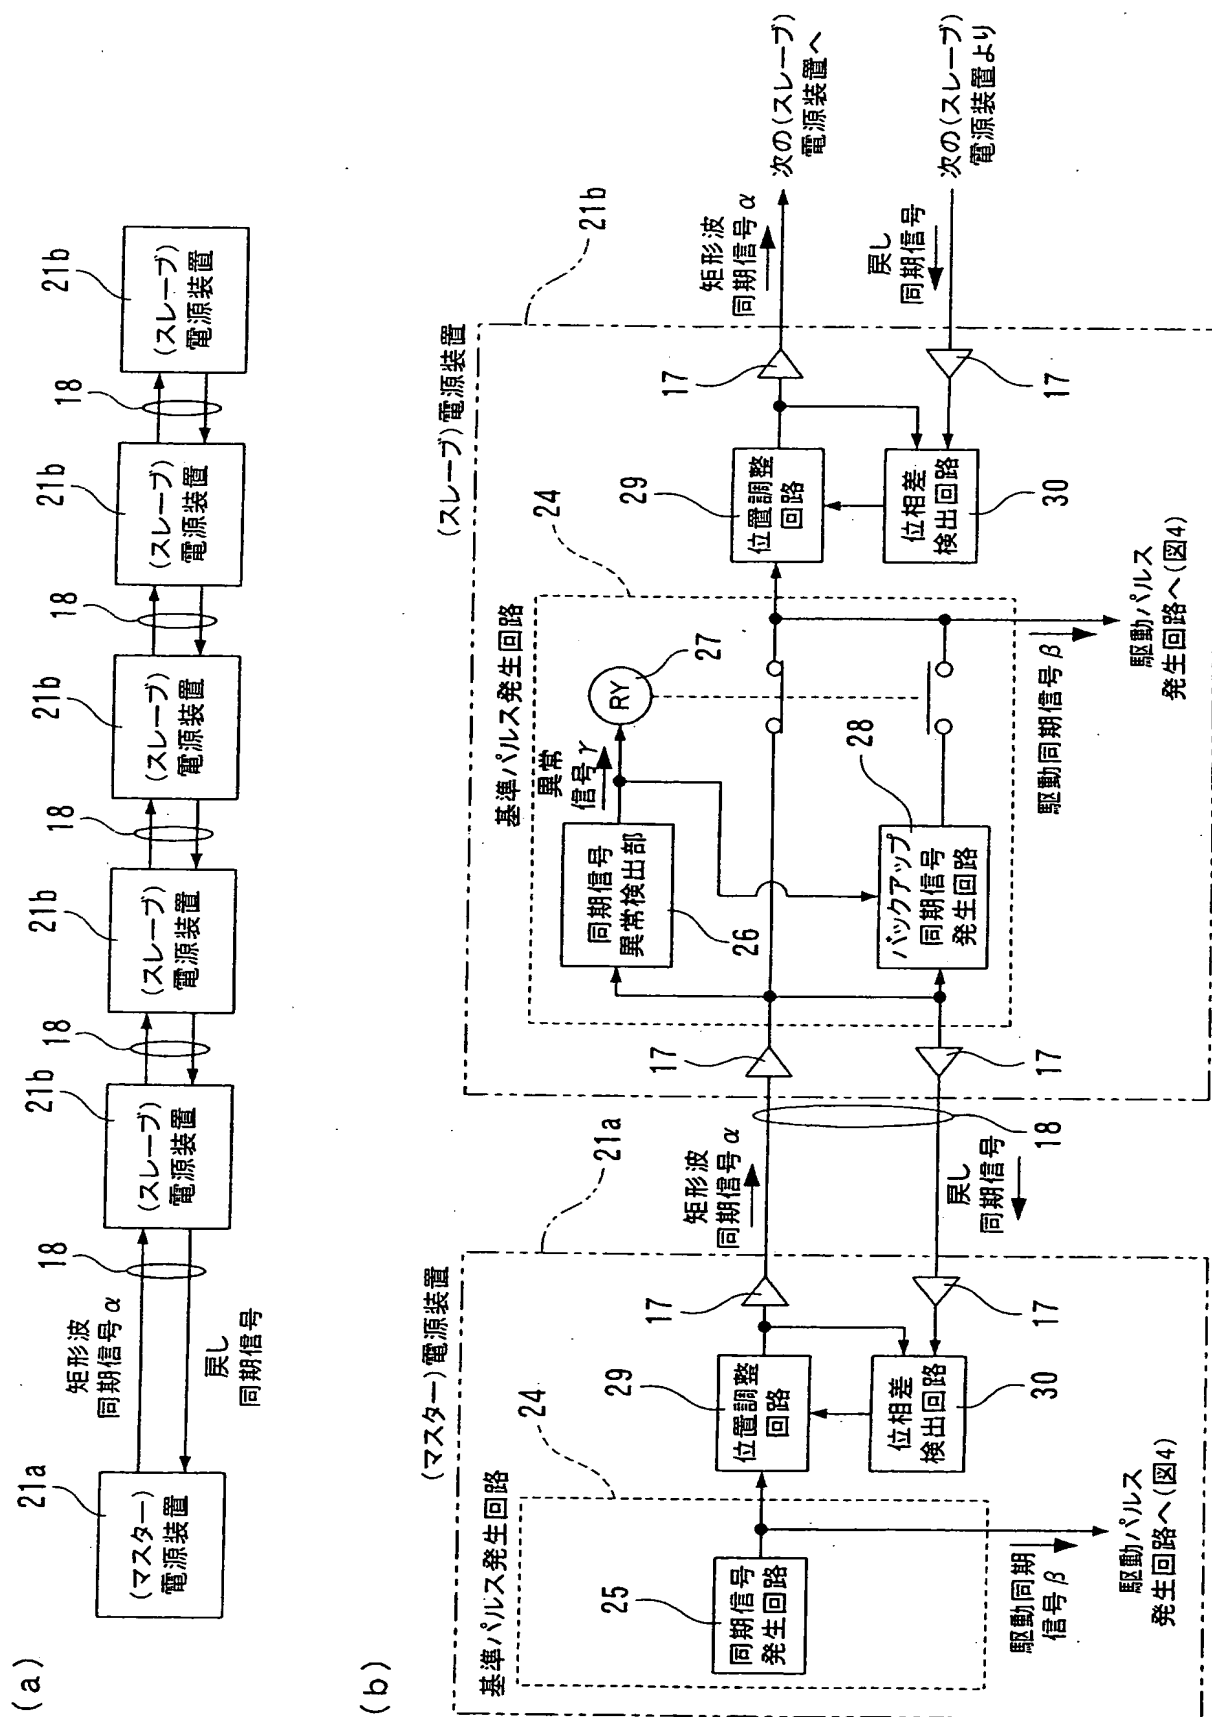 (a)
21a
(マスター)
電源装置
矩形波
同期信号α
戻し
同期信号
18
21b
(スレーブ)
電源装置
18
21b
(スレーブ)
電源装置
18
21b
(スレーブ)
電源装置
18
21b
(スレーブ)
電源装置
18
21b
(スレーブ)
電源装置
(b)
(マスター)電源装置
21a
基準パルス発生回路
24
25
同期信号
発生回路
29
位置調整
回路
17
位相差
検出回路
30
17
駆動同期
信号β
駆動パルス
発生回路へ(図4)
矩形波
同期信号α
戻し
同期信号
18
(スレーブ)電源装置
21b
基準パルス発生回路
24
17
17
同期信号
異常検出部
26
異常
信号γ
RY
27
28
バックアップ
同期信号
発生回路
駆動同期信号β
駆動パルス
発生回路へ(図4)
29
位置調整
回路
17
位相差
検出回路
30
17
矩形波
同期信号α
戻し
同期信号
次の(スレーブ)
電源装置へ
次の(スレーブ)
電源装置より